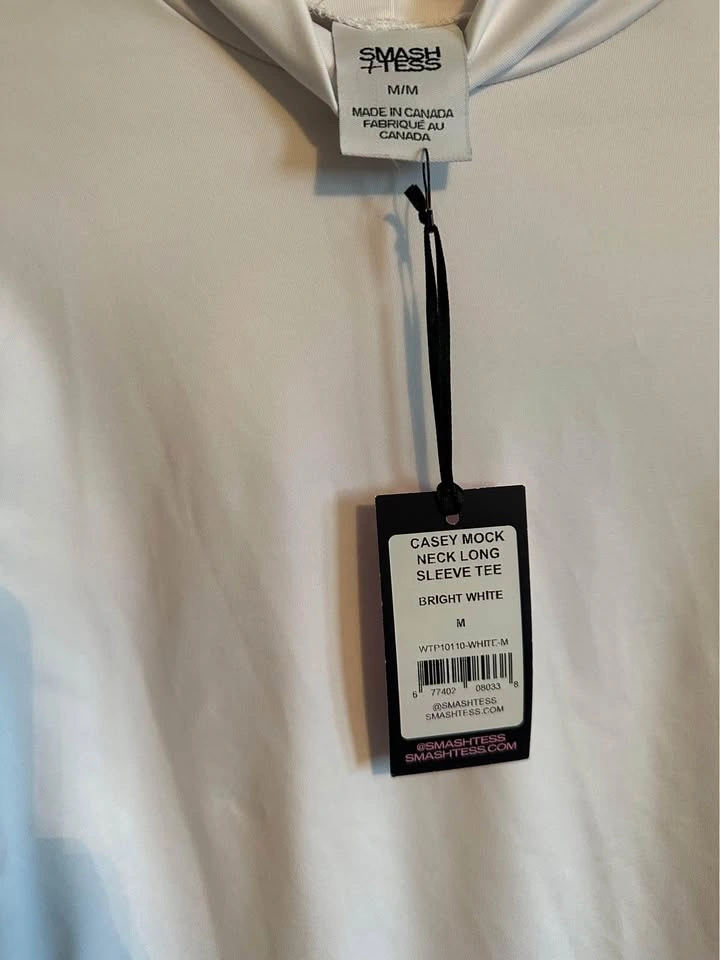 SMASH
+TESS
M/M
MADE IN CANADA
FABRIQUÉ AU
CANADA
CASEY MOCK
NECK LONG
SLEEVE TEE
BRIGHT WHITE
M
WTP10110-WHITE-M
6 77402 08033 8
@SMASHTESS
SMASHTESS.COM
@SMASHTESS
SMASHTESS.COM